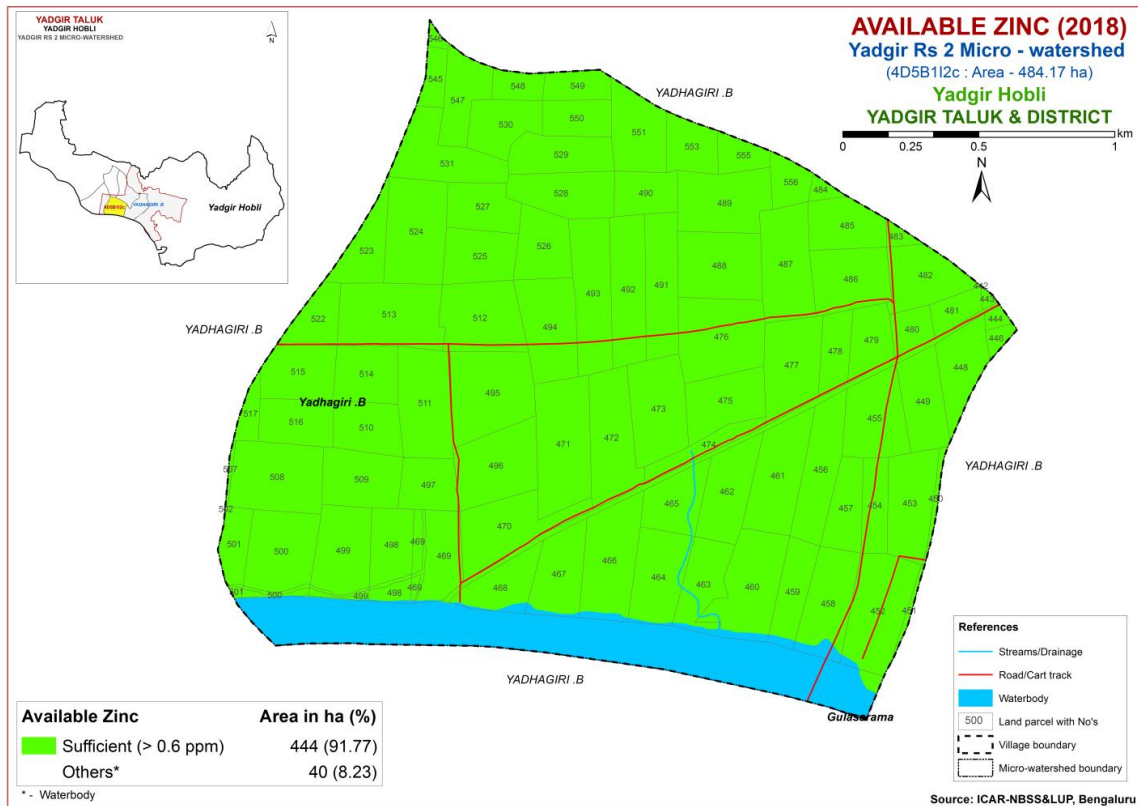 YADGIR TALUK
YADGIR HOBLI
YADGIR RS 2 MICRO-WATERSHED
N
4D5B1I2c
YADHAGIRI .B
Yadgir Hobli
AVAILABLE ZINC (2018)
Yadgir Rs 2 Micro - watershed
(4D5B1I2c : Area - 484.17 ha)
Yadgir Hobli
YADGIR TALUK & DISTRICT
km
0 0.25 0.5 1
N
546
545 548 549
547
YADHAGIRI .B
530 550 551
553
529 555
531
556
528 490 484
489
527
485
524
526 483
523 525 488 487
482
486
493 492 491 442
443
481
522 513 512 494 444
480
YADHAGIRI .B
476 446
479
478
477 448
515 514
495
Yadhagiri .B 511 475 449
517 473
455
516 510 472
471 474
496 456
507 YADHAGIRI .B
508 509 461
497 462
465 450
453
502 457 454
470
501 500 499 498 469
469
466
467 464
463 460
468 459
501 500 499 498 469
458
452 451
YADHAGIRI .B
Gulasarama
Available Zinc Area in ha (%)
Sufficient (> 0.6 ppm) 444 (91.77)
Others* 40 (8.23)
* - Waterbody
References
Streams/Drainage
Road/Cart track
Waterbody
500 Land parcel with No's
Village boundary
Micro-watershed boundary
Source: ICAR-NBSS&LUP, Bengaluru